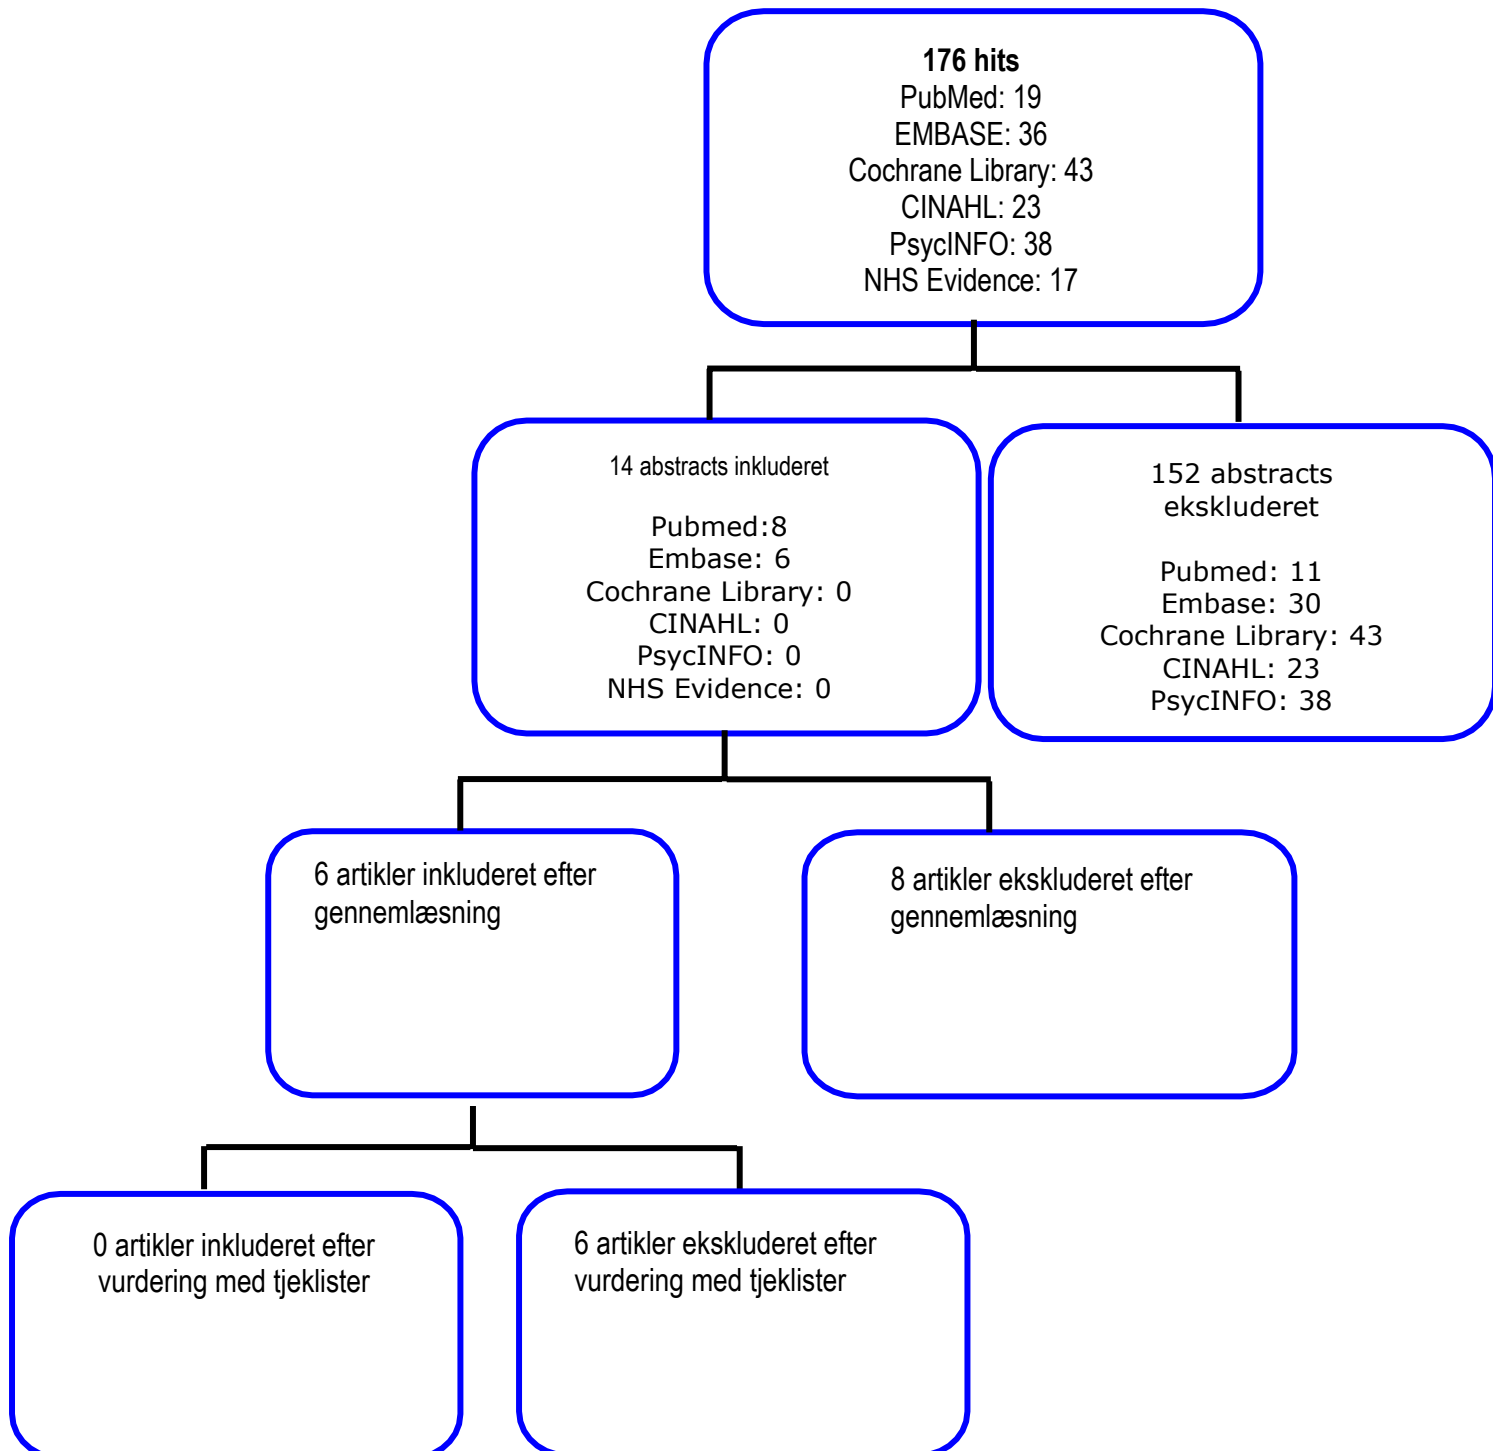 176 hits
PubMed: 19
EMBASE: 36
Cochrane Library: 43
CINAHL: 23
PsycINFO: 38
NHS Evidence: 17
14 abstracts inkluderet
Pubmed:8
Embase: 6
Cochrane Library: 0
CINAHL: 0
PsycINFO: 0
NHS Evidence: 0
152 abstracts
ekskluderet
Pubmed: 11
Embase: 30
Cochrane Library: 43
CINAHL: 23
PsycINFO: 38
6 artikler inkluderet efter
gennemlæsning
8 artikler ekskluderet efter
gennemlæsning
0 artikler inkluderet efter
vurdering med tjeklister
6 artikler ekskluderet efter
vurdering med tjeklister